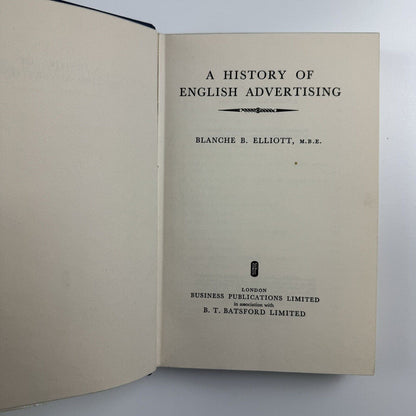 A HISTORY OF
ENGLISH ADVERTISING
BLANCHE B. ELLIOTT, M.B.E.
LONDON
BUSINESS PUBLICATIONS LIMITED
in association with
B. T. BATSFORD LIMITED